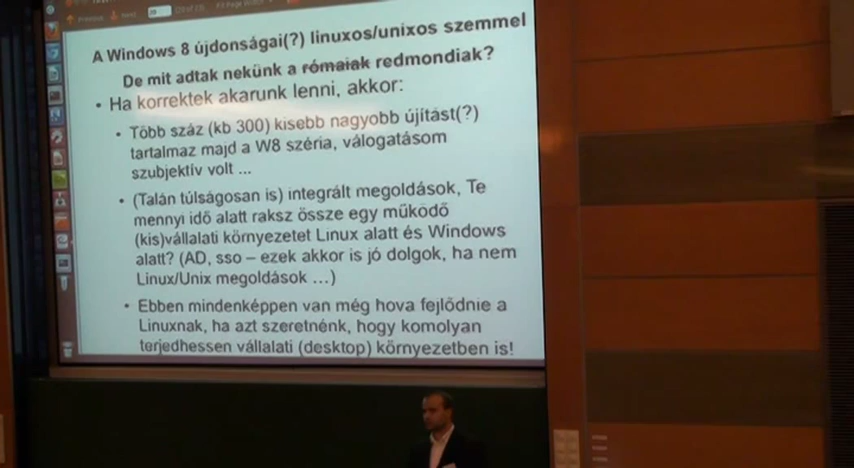 Previous Next 20
A Windows 8 újdonságai(?) linuxos/unixos szemmel
De mit adtak nekünk a rómaiak redmondiak?
• Ha korrektek akarunk lenni, akkor:
• Több száz (kb 300) kisebb nagyobb újítást(?)
tartalmaz majd a W8 széria, válogatásom
szubjektív volt ...
• (Talán túlságosan is) integrált megoldások, Te
mennyi idő alatt raksz össze egy működő
(kis)vállalati környezetet Linux alatt és Windows
alatt? (AD, sso – ezek akkor is jó dolgok, ha nem
Linux/Unix megoldások ...)
• Ebben mindenképpen van még hova fejlődnie a
Linuxnak, ha azt szeretnénk, hogy komolyan
terjedhessen vállalati (desktop) környezetben is!